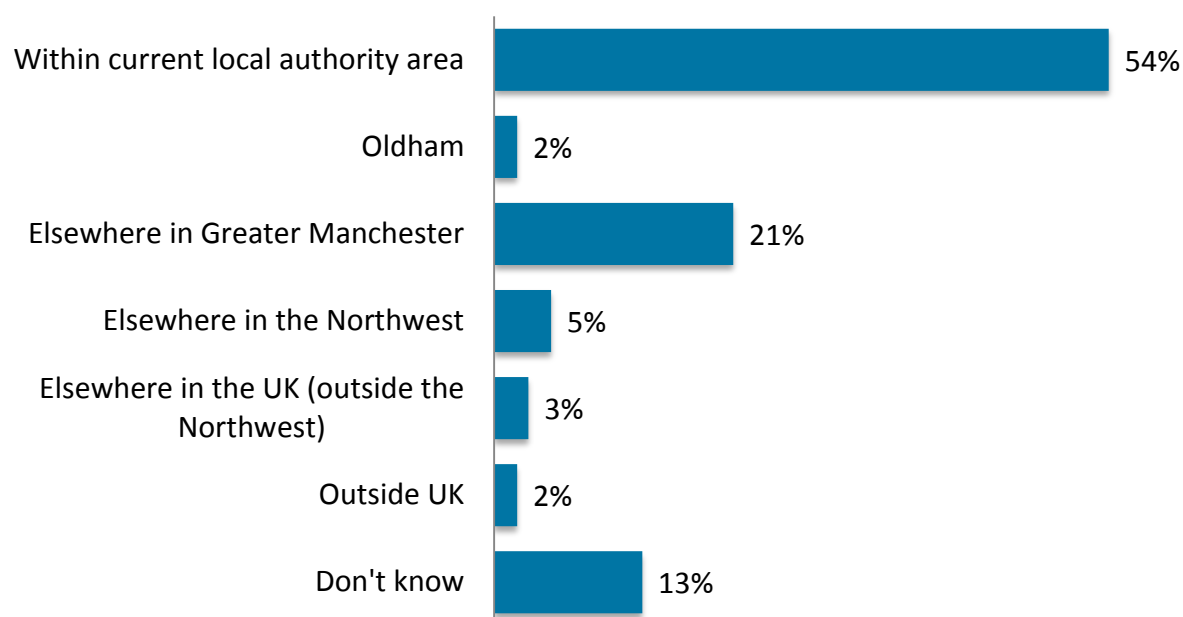 Within current local authority area
54%
Oldham
2%
Elsewhere in Greater Manchester
21%
Elsewhere in the Northwest
5%
Elsewhere in the UK (outside the
Northwest)
3%
Outside UK
2%
Don't know
13%